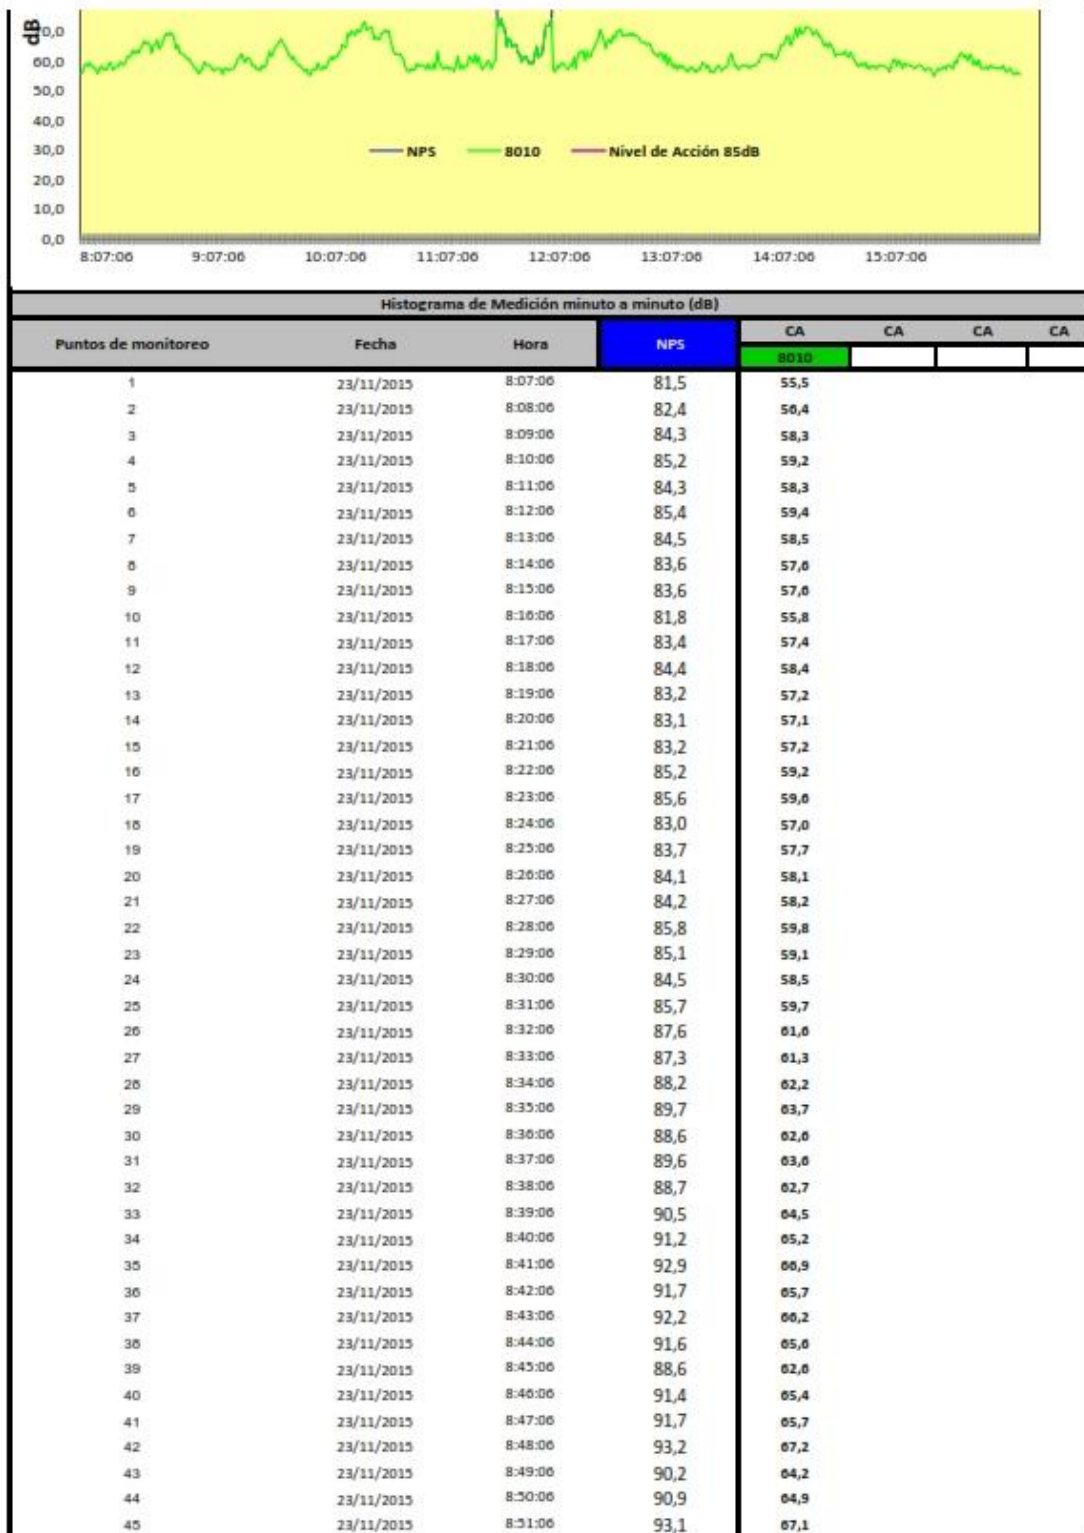 dB
70,0
60,0
50,0
40,0
30,0
20,0
10,0
0,0
NPS 8010 Nivel de Acción 85dB
8:07:06 9:07:06 10:07:06 11:07:06 12:07:06 13:07:06 14:07:06 15:07:06
Histograma de Medición minuto a minuto (dB)
Puntos de monitoreo Fecha Hora NPS CA CA CA CA
8010
1 23/11/2015 8:07:06 81,5 55,5
2 23/11/2015 8:08:06 82,4 56,4
3 23/11/2015 8:09:06 84,3 58,3
4 23/11/2015 8:10:06 85,2 59,2
5 23/11/2015 8:11:06 84,3 58,3
6 23/11/2015 8:12:06 85,4 59,4
7 23/11/2015 8:13:06 84,5 58,5
8 23/11/2015 8:14:06 83,6 57,6
9 23/11/2015 8:15:06 83,6 57,6
10 23/11/2015 8:16:06 81,8 55,8
11 23/11/2015 8:17:06 83,4 57,4
12 23/11/2015 8:18:06 84,4 58,4
13 23/11/2015 8:19:06 83,2 57,2
14 23/11/2015 8:20:06 83,1 57,1
15 23/11/2015 8:21:06 83,2 57,2
16 23/11/2015 8:22:06 85,2 59,2
17 23/11/2015 8:23:06 85,6 59,6
18 23/11/2015 8:24:06 83,0 57,0
19 23/11/2015 8:25:06 83,7 57,7
20 23/11/2015 8:26:06 84,1 58,1
21 23/11/2015 8:27:06 84,2 58,2
22 23/11/2015 8:28:06 85,8 59,8
23 23/11/2015 8:29:06 85,1 59,1
24 23/11/2015 8:30:06 84,5 58,5
25 23/11/2015 8:31:06 85,7 59,7
26 23/11/2015 8:32:06 87,6 61,6
27 23/11/2015 8:33:06 87,3 61,3
28 23/11/2015 8:34:06 88,2 62,2
29 23/11/2015 8:35:06 89,7 63,7
30 23/11/2015 8:36:06 88,6 62,6
31 23/11/2015 8:37:06 89,6 63,6
32 23/11/2015 8:38:06 88,7 62,7
33 23/11/2015 8:39:06 90,5 64,5
34 23/11/2015 8:40:06 91,2 65,2
35 23/11/2015 8:41:06 92,9 66,9
36 23/11/2015 8:42:06 91,7 65,7
37 23/11/2015 8:43:06 92,2 66,2
38 23/11/2015 8:44:06 91,6 65,6
39 23/11/2015 8:45:06 88,6 62,6
40 23/11/2015 8:46:06 91,4 65,4
41 23/11/2015 8:47:06 91,7 65,7
42 23/11/2015 8:48:06 93,2 67,2
43 23/11/2015 8:49:06 90,2 64,2
44 23/11/2015 8:50:06 90,9 64,9
45 23/11/2015 8:51:06 93,1 67,1